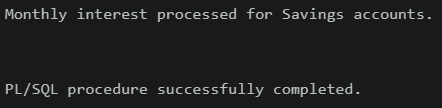 Monthly interest processed for Savings accounts.
PL/SQL procedure successfully completed.